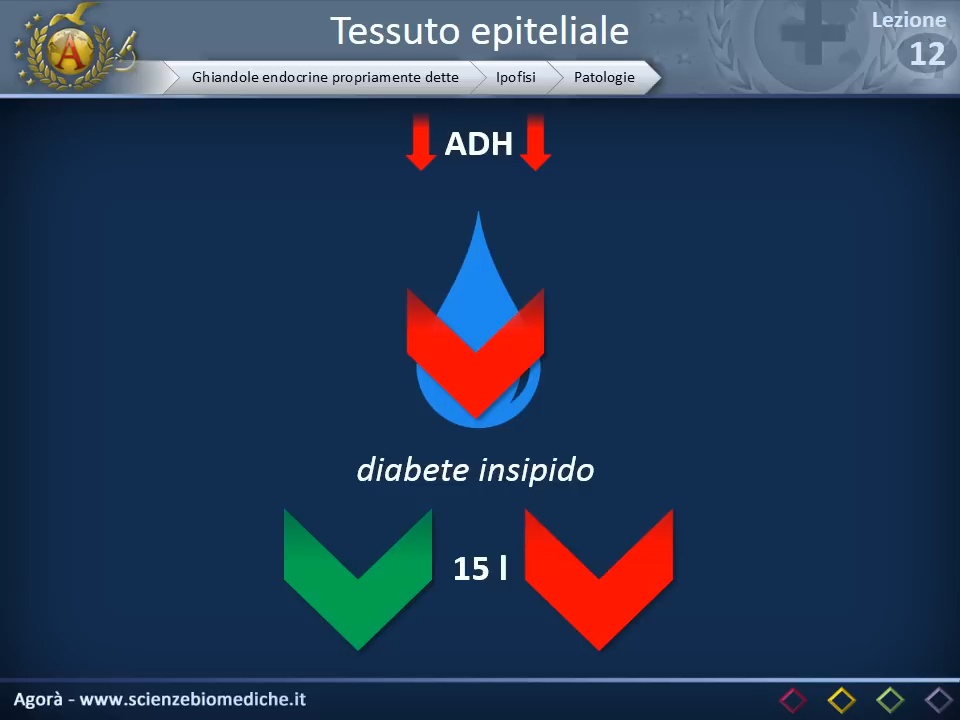 Tessuto epiteliale
Lezione
12
Ghiandole endocrine propriamente dette
Ipofisi
Patologie
A
ADH
diabete insipido
15 l
Agorà - www.scienzebiomediche.it